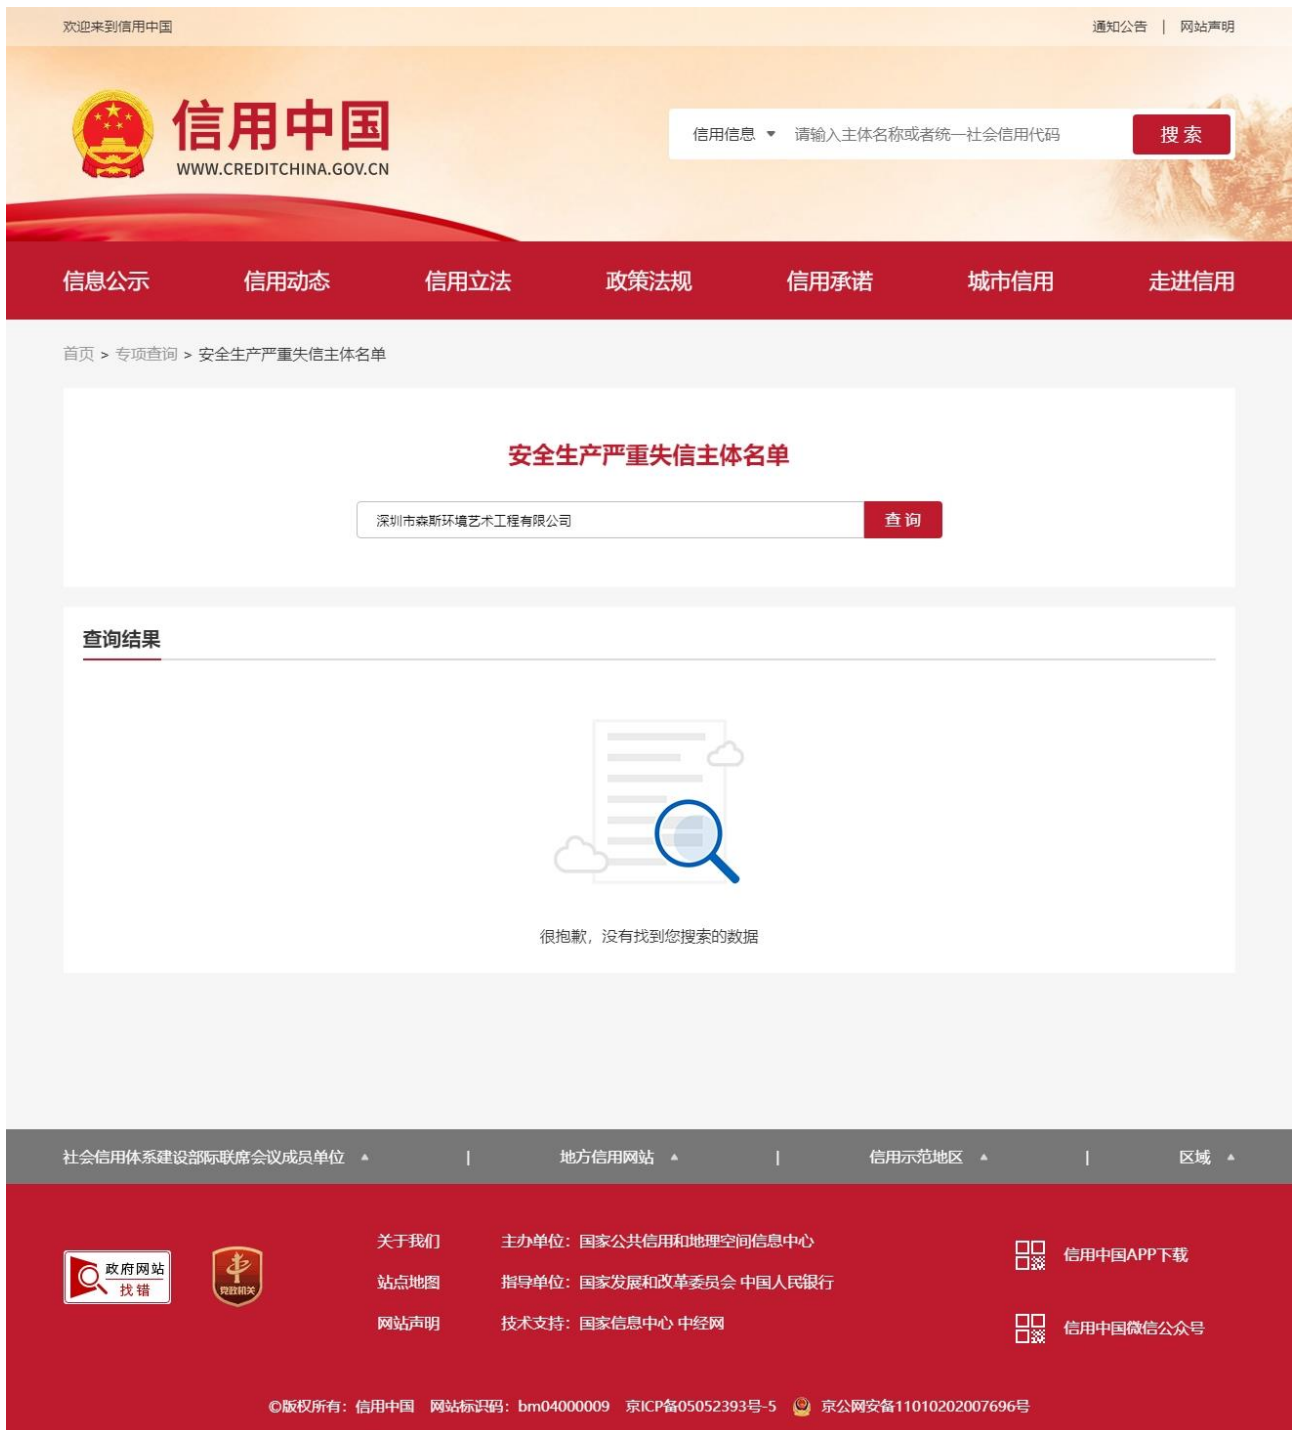 欢迎来到信用中国
通知公告 | 网站声明
信用中国
WWW.CREDITCHINA.GOV.CN
信用信息 请输入主体名称或者统一社会信用代码 搜索
信息公示 信用动态 信用立法 政策法规 信用承诺 城市信用 走进信用
首页 > 专项查询 > 安全生产严重失信主体名单
安全生产严重失信主体名单
深圳市森斯环境艺术工程有限公司 查询
查询结果
很抱歉，没有找到您搜索的数据
社会信用体系建设部际联席会议成员单位 | 地方信用网站 | 信用示范地区 | 区域
政府网站
找错
党政机关
关于我们 主办单位：国家公共信用和地理空间信息中心
站点地图 指导单位：国家发展和改革委员会 中国人民银行
网站声明 技术支持：国家信息中心 中经网
信用中国APP下载
信用中国微信公众号
©版权所有：信用中国 网站标识码：bm04000009 京ICP备05052393号-5 京公网安备11010202007696号